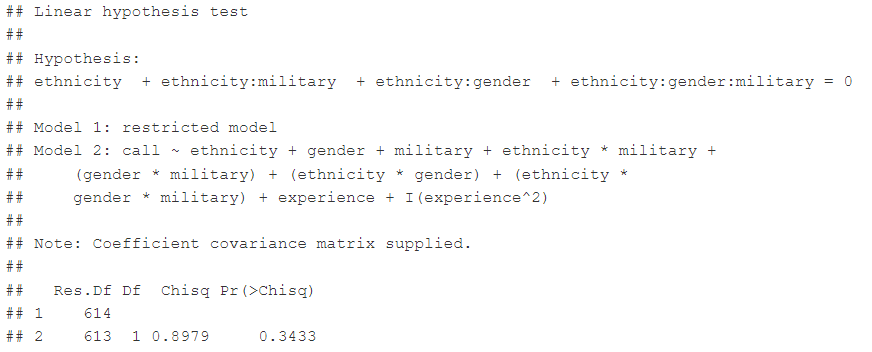 ## Linear hypothesis test
##
## Hypothesis:
## ethnicity  + ethnicity:military  + ethnicity:gender  + ethnicity:gender:military = 0
##
## Model 1: restricted model
## Model 2: call ~ ethnicity + gender + military + ethnicity * military +
##     (gender * military) + (ethnicity * gender) + (ethnicity *
##     gender * military) + experience + I(experience^2)
##
## Note: Coefficient covariance matrix supplied.
##
##   Res.Df Df  Chisq Pr(>Chisq)
## 1    614
## 2    613  1 0.8979     0.3433